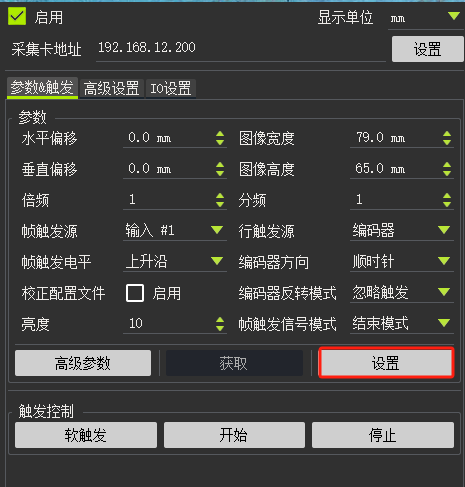 启用 显示单位 mm
采集卡地址 192.168.12.200 设置
参数&触发 高级设置 IO设置
参数
水平偏移 0.0 mm 图像宽度 79.0 mm
垂直偏移 0.0 mm 图像高度 65.0 mm
倍频 1 分频 1
帧触发源 输入 #1 行触发源 编码器
帧触发电平 上升沿 编码器方向 顺时针
校正配置文件 启用 编码器反转模式 忽略触发
亮度 10 帧触发信号模式 结束模式
高级参数 获取 设置
触发控制
软触发 开始 停止